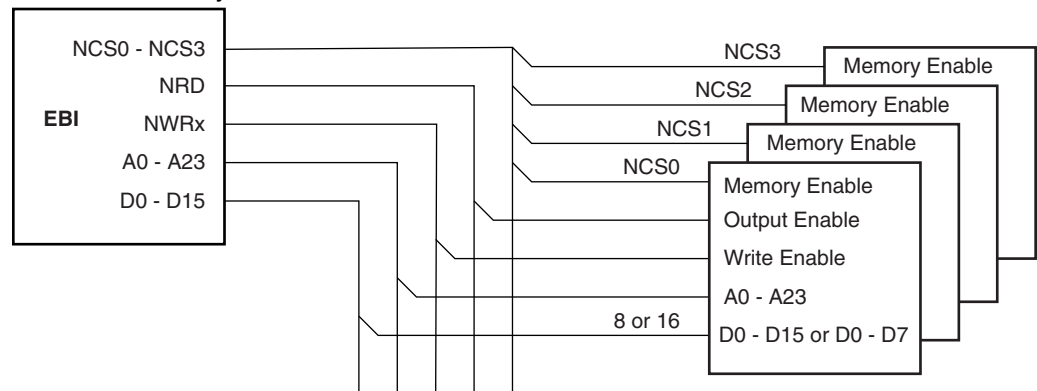 NCS0 - NCS3
NRD
EBI
NWRx
A0 - A23
D0 - D15
NCS3
Memory Enable
NCS2
Memory Enable
NCS1
Memory Enable
NCS0
Memory Enable
Output Enable
Write Enable
A0 - A23
8 or 16
D0 - D15 or D0 - D7